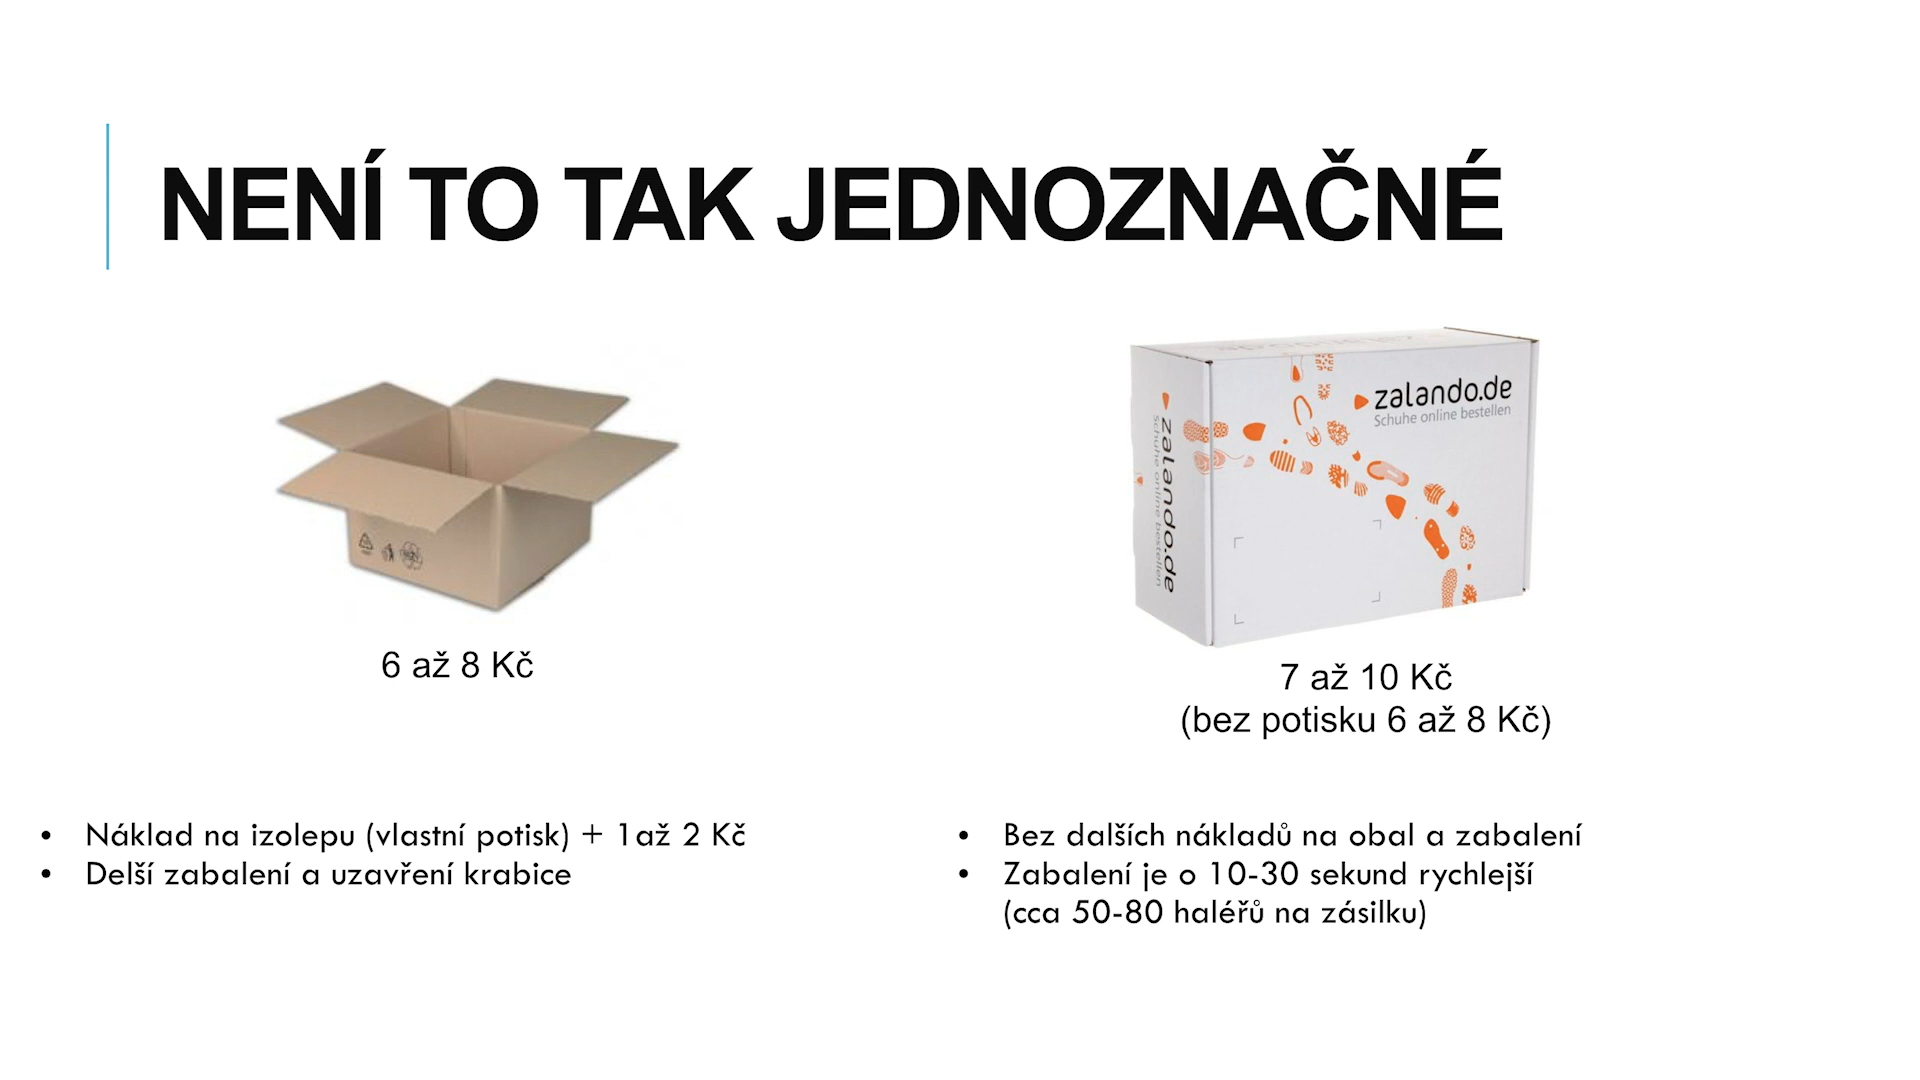 NENÍ TO TAK JEDNOZNAČNÉ
zalando.de
Schuhe online bestellen
zalando.de
Schuhe online bestellen
6 až 8 Kč
7 až 10 Kč
(bez potisku 6 až 8 Kč)
• Náklad na izolepu (vlastní potisk) + 1až 2 Kč
• Delší zabalení a uzavření krabice
• Bez dalších nákladů na obal a zabalení
• Zabalení je o 10-30 sekund rychlejší
(cca 50-80 haléřů na zásilku)